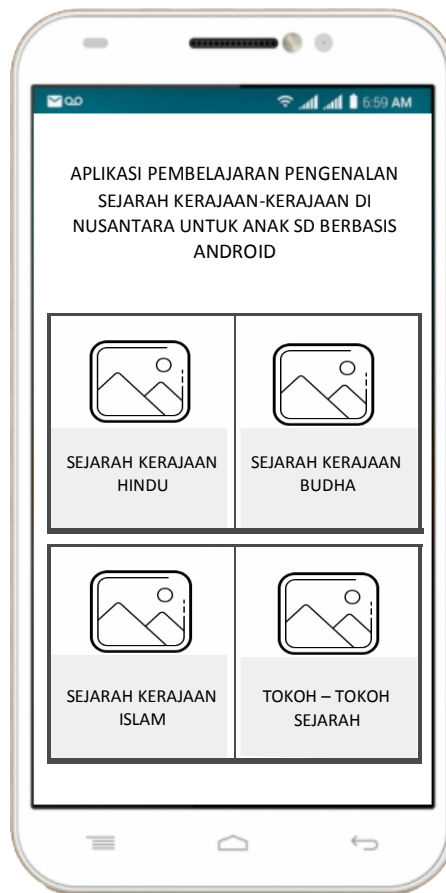 6:59 AM
APLIKASI PEMBELAJARAN PENGENALAN
SEJARAH KERAJAAN-KERAJAAN DI
NUSANTARA UNTUK ANAK SD BERBASIS
ANDROID
SEJARAH KERAJAAN
HINDU
SEJARAH KERAJAAN
BUDHA
SEJARAH KERAJAAN
ISLAM
TOKOH – TOKOH
SEJARAH